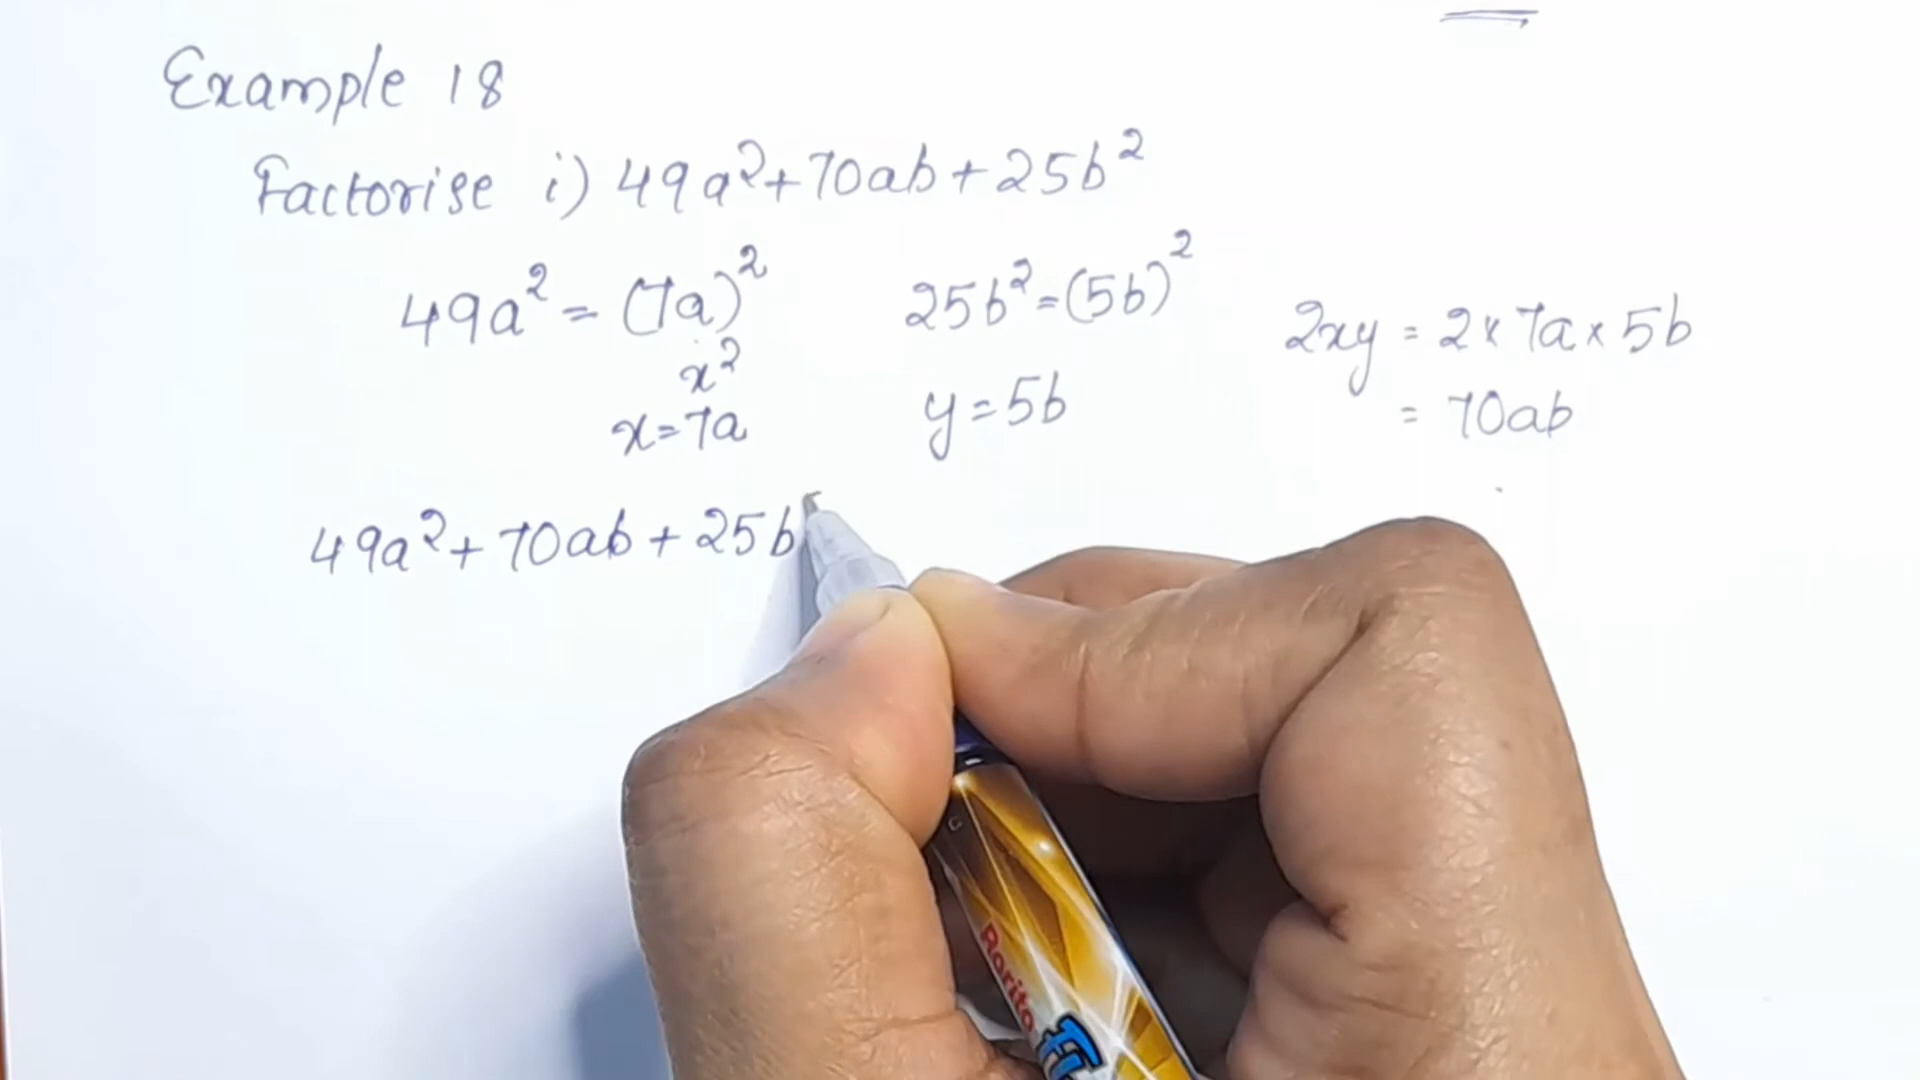 Example 18
Factorise i) 49a²+70ab+25b²
49a² = (7a)² 25b² = (5b)² 2xy = 2 × 7a × 5b
x² = 70ab
x = 7a y = 5b
49a² + 70ab + 25b
Rorito